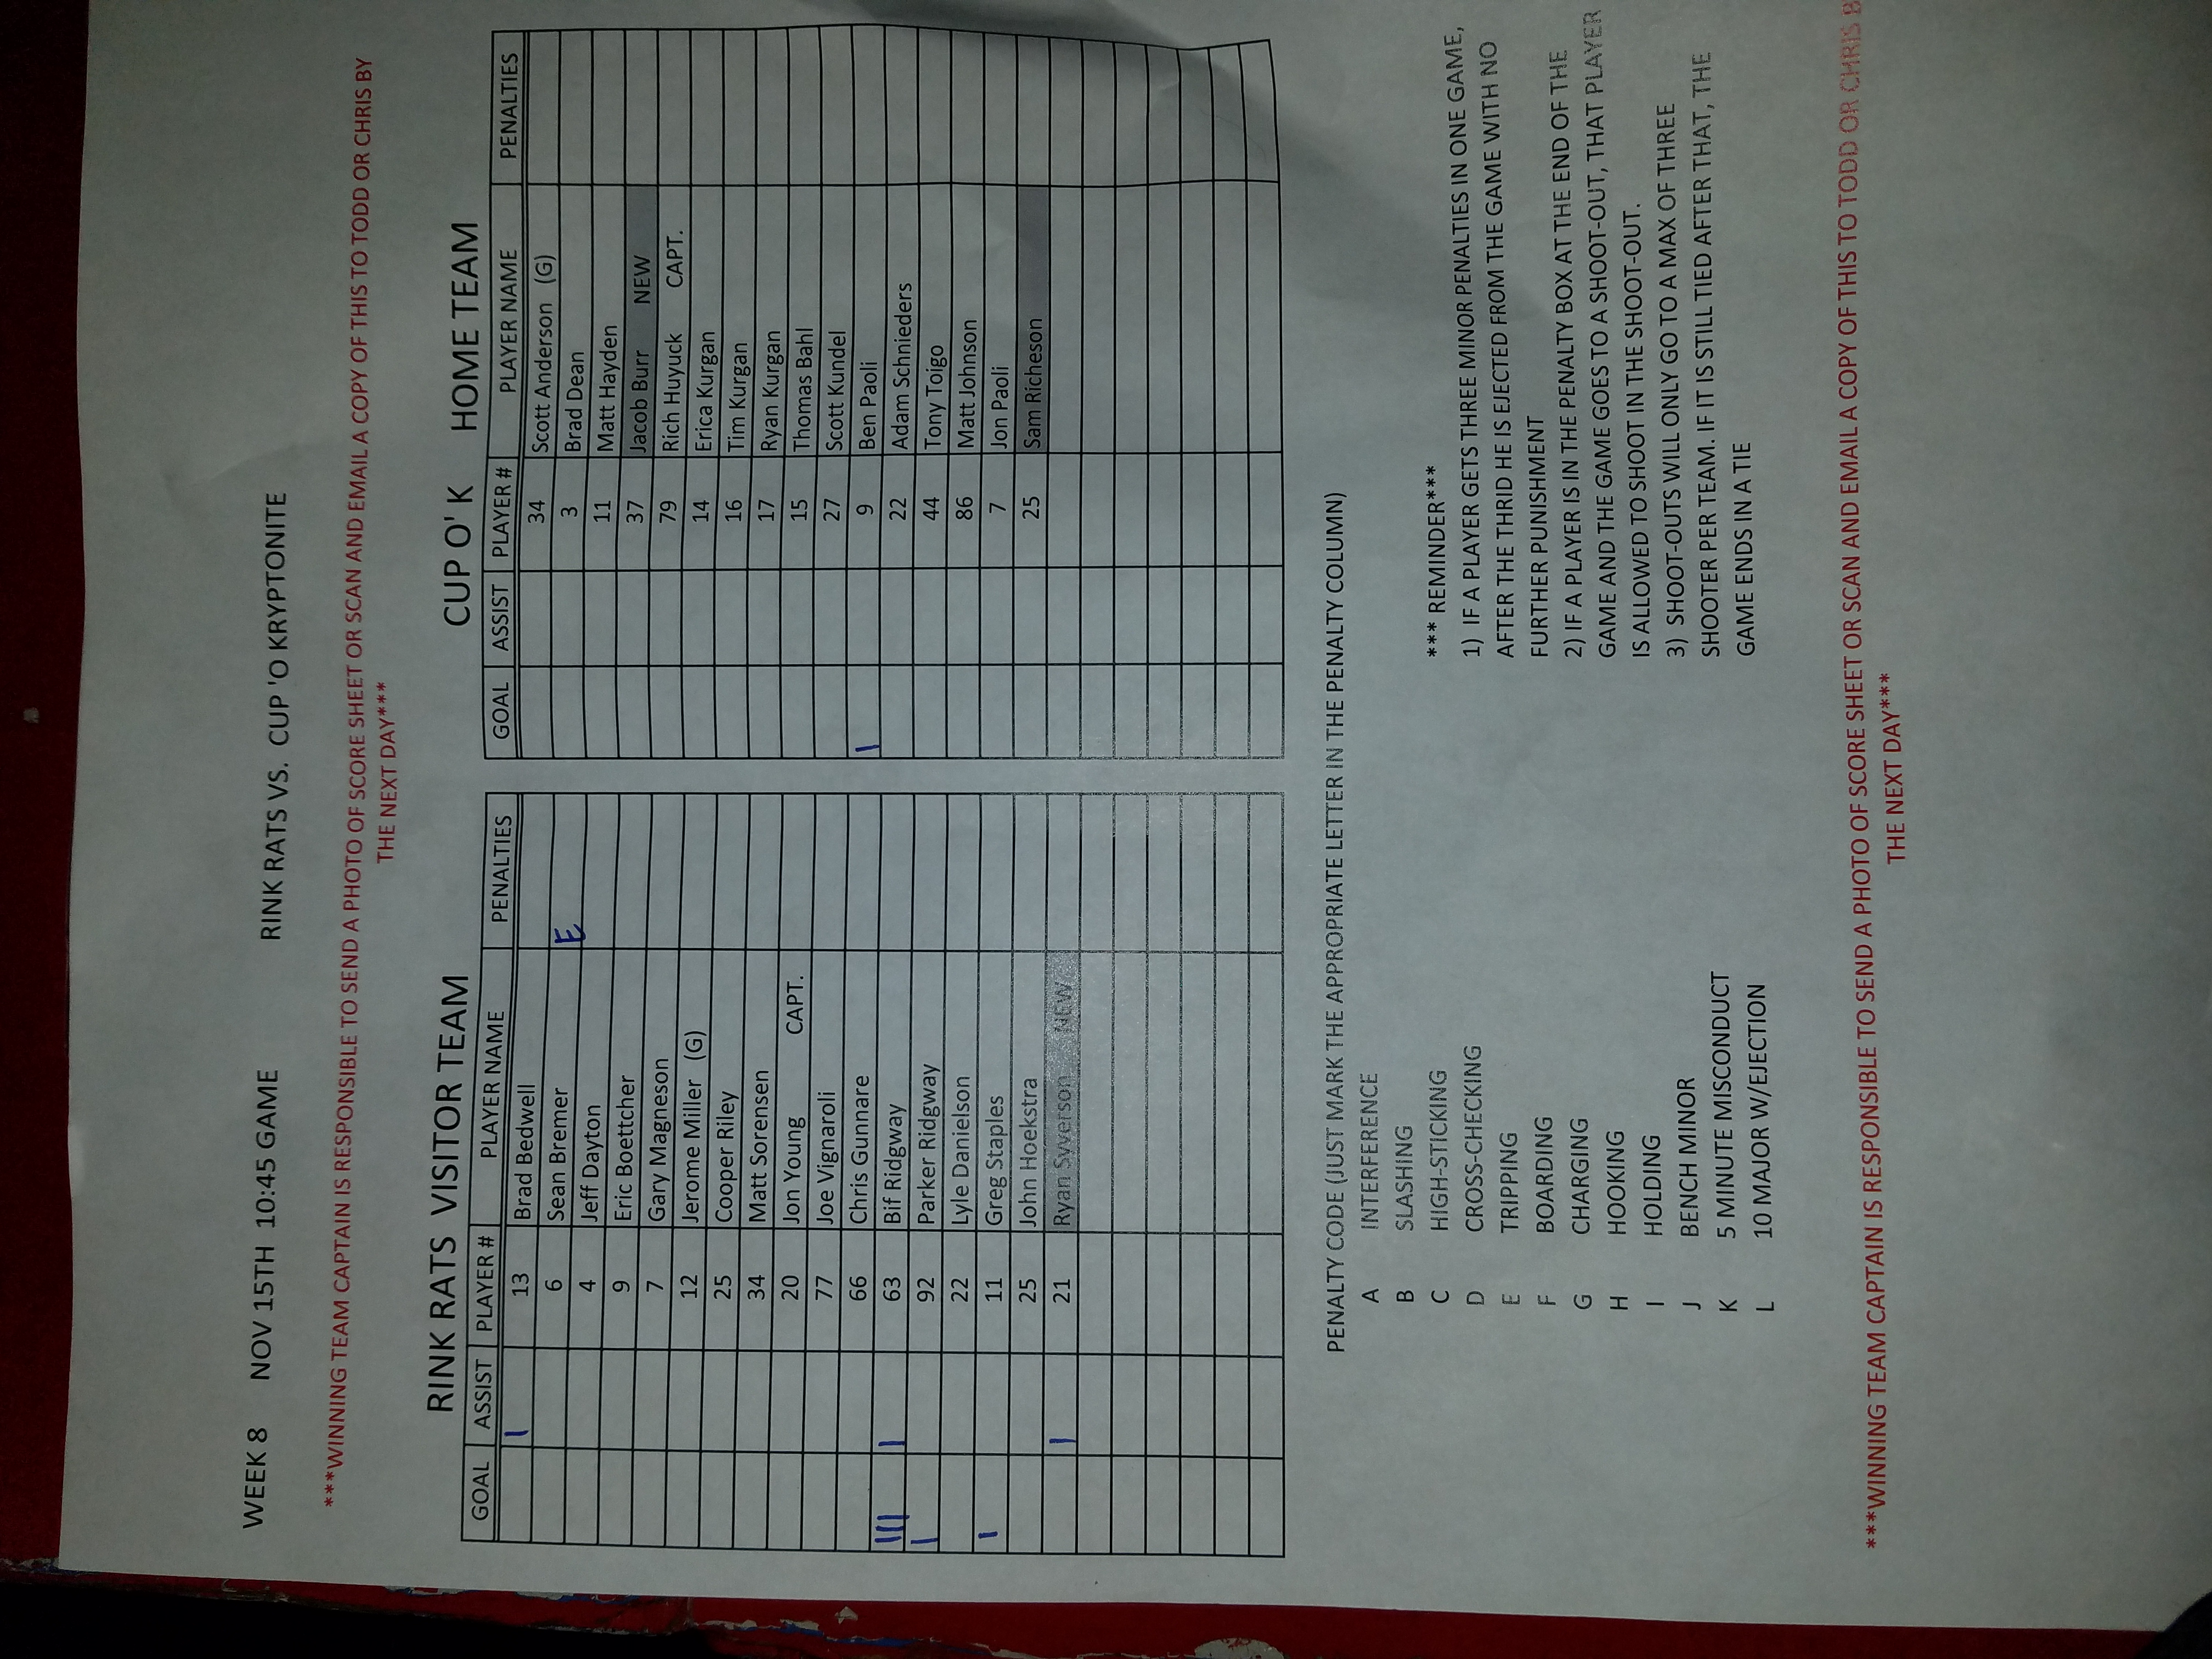 WEEK 8 NOV 15TH 10:45 GAME RINK RATS VS. CUP 'O KRYPTONITE
***WINNING TEAM CAPTAIN IS RESPONSIBLE TO SEND A PHOTO OF SCORE SHEET OR SCAN AND EMAIL A COPY OF THIS TO TODD OR CHRIS BY
THE NEXT DAY***
RINK RATS VISITOR TEAM
GOAL ASSIST PLAYER # PLAYER NAME PENALTIES
I 13 Brad Bedwell
6 Sean Bremer E
4 Jeff Dayton
9 Eric Boettcher
7 Gary Magneson
12 Jerome Miller (G)
25 Cooper Riley
34 Matt Sorensen
20 Jon Young CAPT.
77 Joe Vignaroli
66 Chris Gunnare
III I 63 Bif Ridgway
I 92 Parker Ridgway
22 Lyle Danielson
I 11 Greg Staples
25 John Hoekstra
I 21 Ryan Syverson NEW
CUP O' K HOME TEAM
GOAL ASSIST PLAYER # PLAYER NAME PENALTIES
34 Scott Anderson (G)
3 Brad Dean
11 Matt Hayden
37 Jacob Burr NEW
79 Rich Huyuck CAPT.
14 Erica Kurgan
16 Tim Kurgan
17 Ryan Kurgan
15 Thomas Bahl
27 Scott Kundel
I 9 Ben Paoli
22 Adam Schnieders
44 Tony Toigo
86 Matt Johnson
7 Jon Paoli
25 Sam Richeson
PENALTY CODE (JUST MARK THE APPROPRIATE LETTER IN THE PENALTY COLUMN)
A INTERFERENCE
B SLASHING
C HIGH-STICKING
D CROSS-CHECKING
E TRIPPING
F BOARDING
G CHARGING
H HOOKING
I HOLDING
J BENCH MINOR
K 5 MINUTE MISCONDUCT
L 10 MAJOR W/EJECTION
*** REMINDER***
1) IF A PLAYER GETS THREE MINOR PENALTIES IN ONE GAME,
AFTER THE THRID HE IS EJECTED FROM THE GAME WITH NO
FURTHER PUNISHMENT
2) IF A PLAYER IS IN THE PENALTY BOX AT THE END OF THE
GAME AND THE GAME GOES TO A SHOOT-OUT, THAT PLAYER
IS ALLOWED TO SHOOT IN THE SHOOT-OUT.
3) SHOOT-OUTS WILL ONLY GO TO A MAX OF THREE
SHOOTER PER TEAM. IF IT IS STILL TIED AFTER THAT, THE
GAME ENDS IN A TIE
***WINNING TEAM CAPTAIN IS RESPONSIBLE TO SEND A PHOTO OF SCORE SHEET OR SCAN AND EMAIL A COPY OF THIS TO TODD OR CHRIS B
THE NEXT DAY***